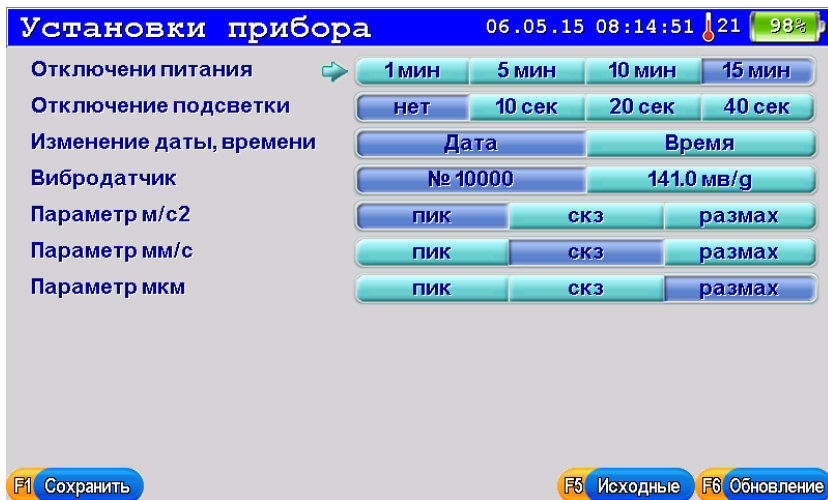 Установки прибора 06.05.15 08:14:51 21 98%
Отключени питания 1 мин 5 мин 10 мин 15 мин
Отключение подсветки нет 10 сек 20 сек 40 сек
Изменение даты, времени Дата Время
Вибродатчик № 10000 141.0 мв/g
Параметр м/с2 пик скз размах
Параметр мм/с пик скз размах
Параметр мкм пик скз размах
F1 Сохранить F5 Исходные F6 Обновление